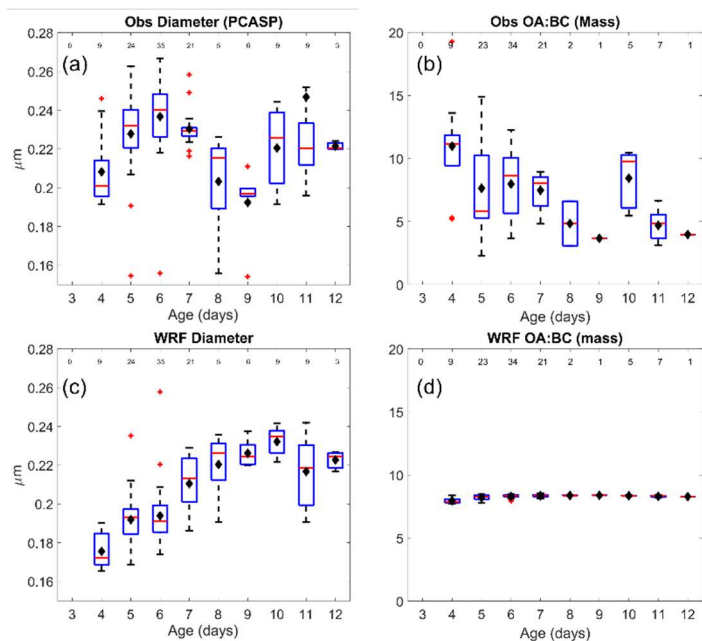 Obs Diameter (PCASP)
0.28
0 9 24 35 21 5 6 9 9 3
(a)
0.26
0.24
μm
0.22
0.2
0.18
0.16
3 4 5 6 7 8 9 10 11 12
Age (days)
Obs OA:BC (Mass)
20
0 9 23 34 21 2 1 5 7 1
(b)
15
10
5
0
3 4 5 6 7 8 9 10 11 12
Age (days)
WRF Diameter
0.28
0 9 24 35 21 5 6 9 9 3
(c)
0.26
0.24
μm
0.22
0.2
0.18
0.16
3 4 5 6 7 8 9 10 11 12
Age (days)
WRF OA:BC (mass)
20
0 9 23 34 21 2 1 5 7 1
(d)
15
10
5
0
3 4 5 6 7 8 9 10 11 12
Age (days)